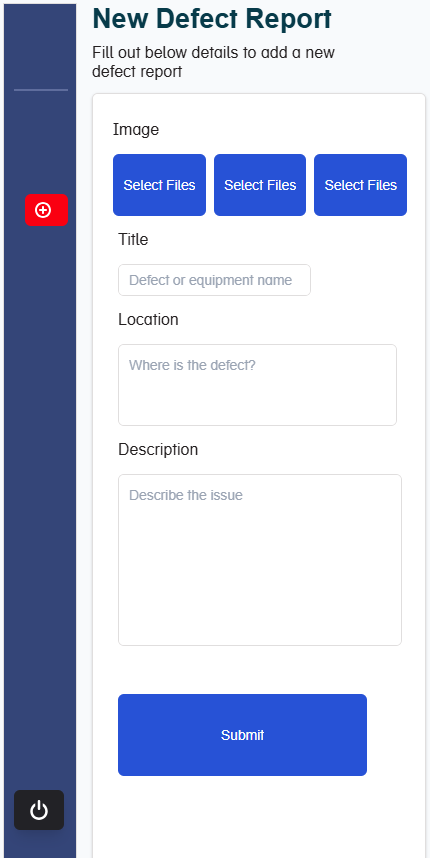 New Defect Report
Fill out below details to add a new
defect report
Image
Select Files Select Files Select Files
Title
Defect or equipment name
Location
Where is the defect?
Description
Describe the issue
Submit